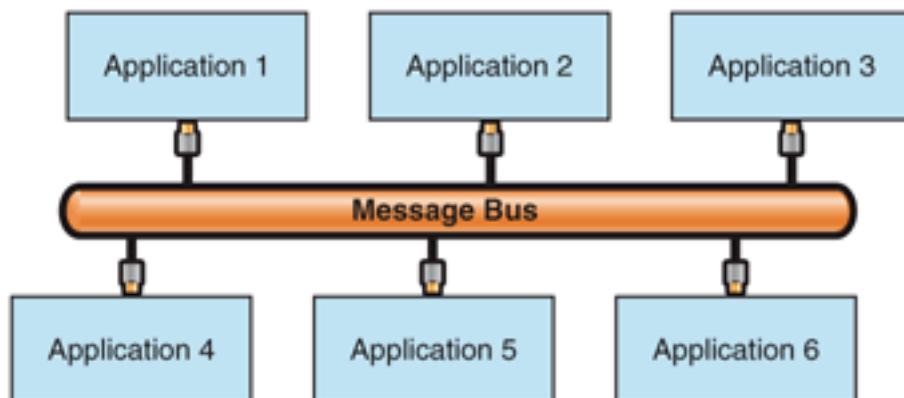 Application 1
Application 2
Application 3
Message Bus
Application 4
Application 5
Application 6